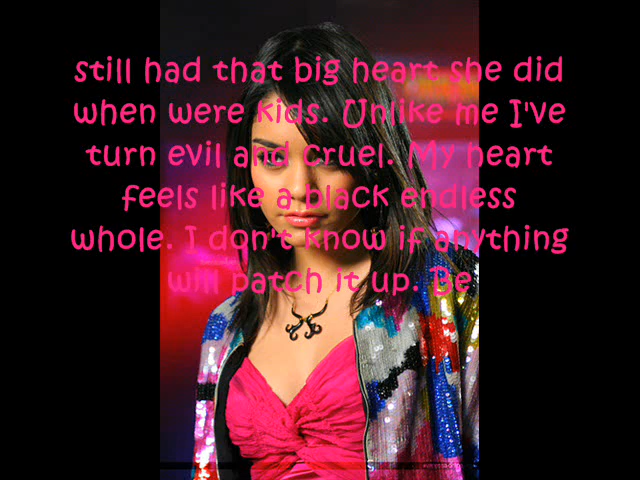 still had that big heart she did
when were kids. Unlike me I've
turn evil and cruel. My heart
feels like a black endless
whole. I don't know if anything
will patch it up. Be